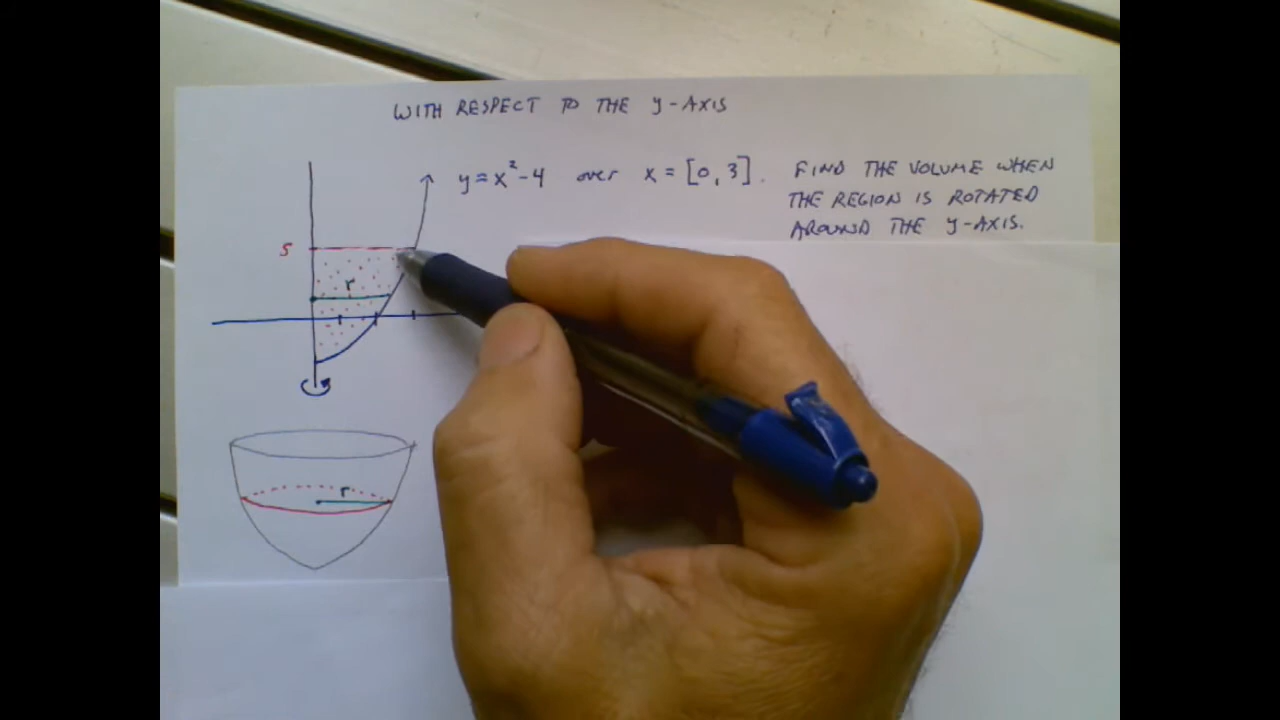 WITH RESPECT TO THE y-AXIS
y = x² - 4 over x = [0, 3]. FIND THE VOLUME WHEN
THE REGION IS ROTATED
AROUND THE y-AXIS.
5
r
r